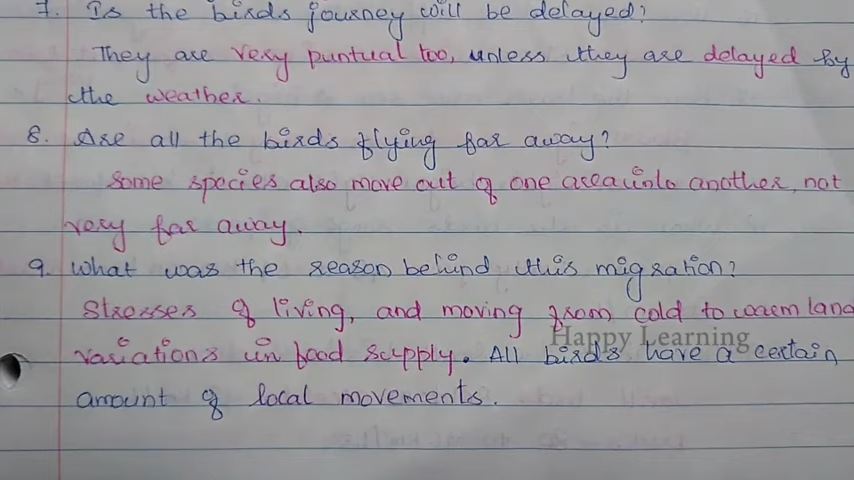 7. Is the birds journey will be delayed?
They are very puntual too, unless they are delayed by
the weather.
8. Are all the birds flying far away?
Some species also move out of one area into another, not
very far away.
9. What was the reason behind this migration?
Stresses of living, and moving from cold to warm land
variations in food supply. All birds have a certain
amount of local movements.
Happy Learning